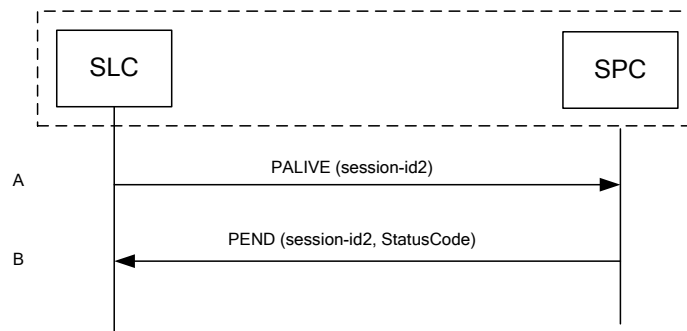 SLC
SPC
A
PALIVE (session-id2)
B
PEND (session-id2, StatusCode)